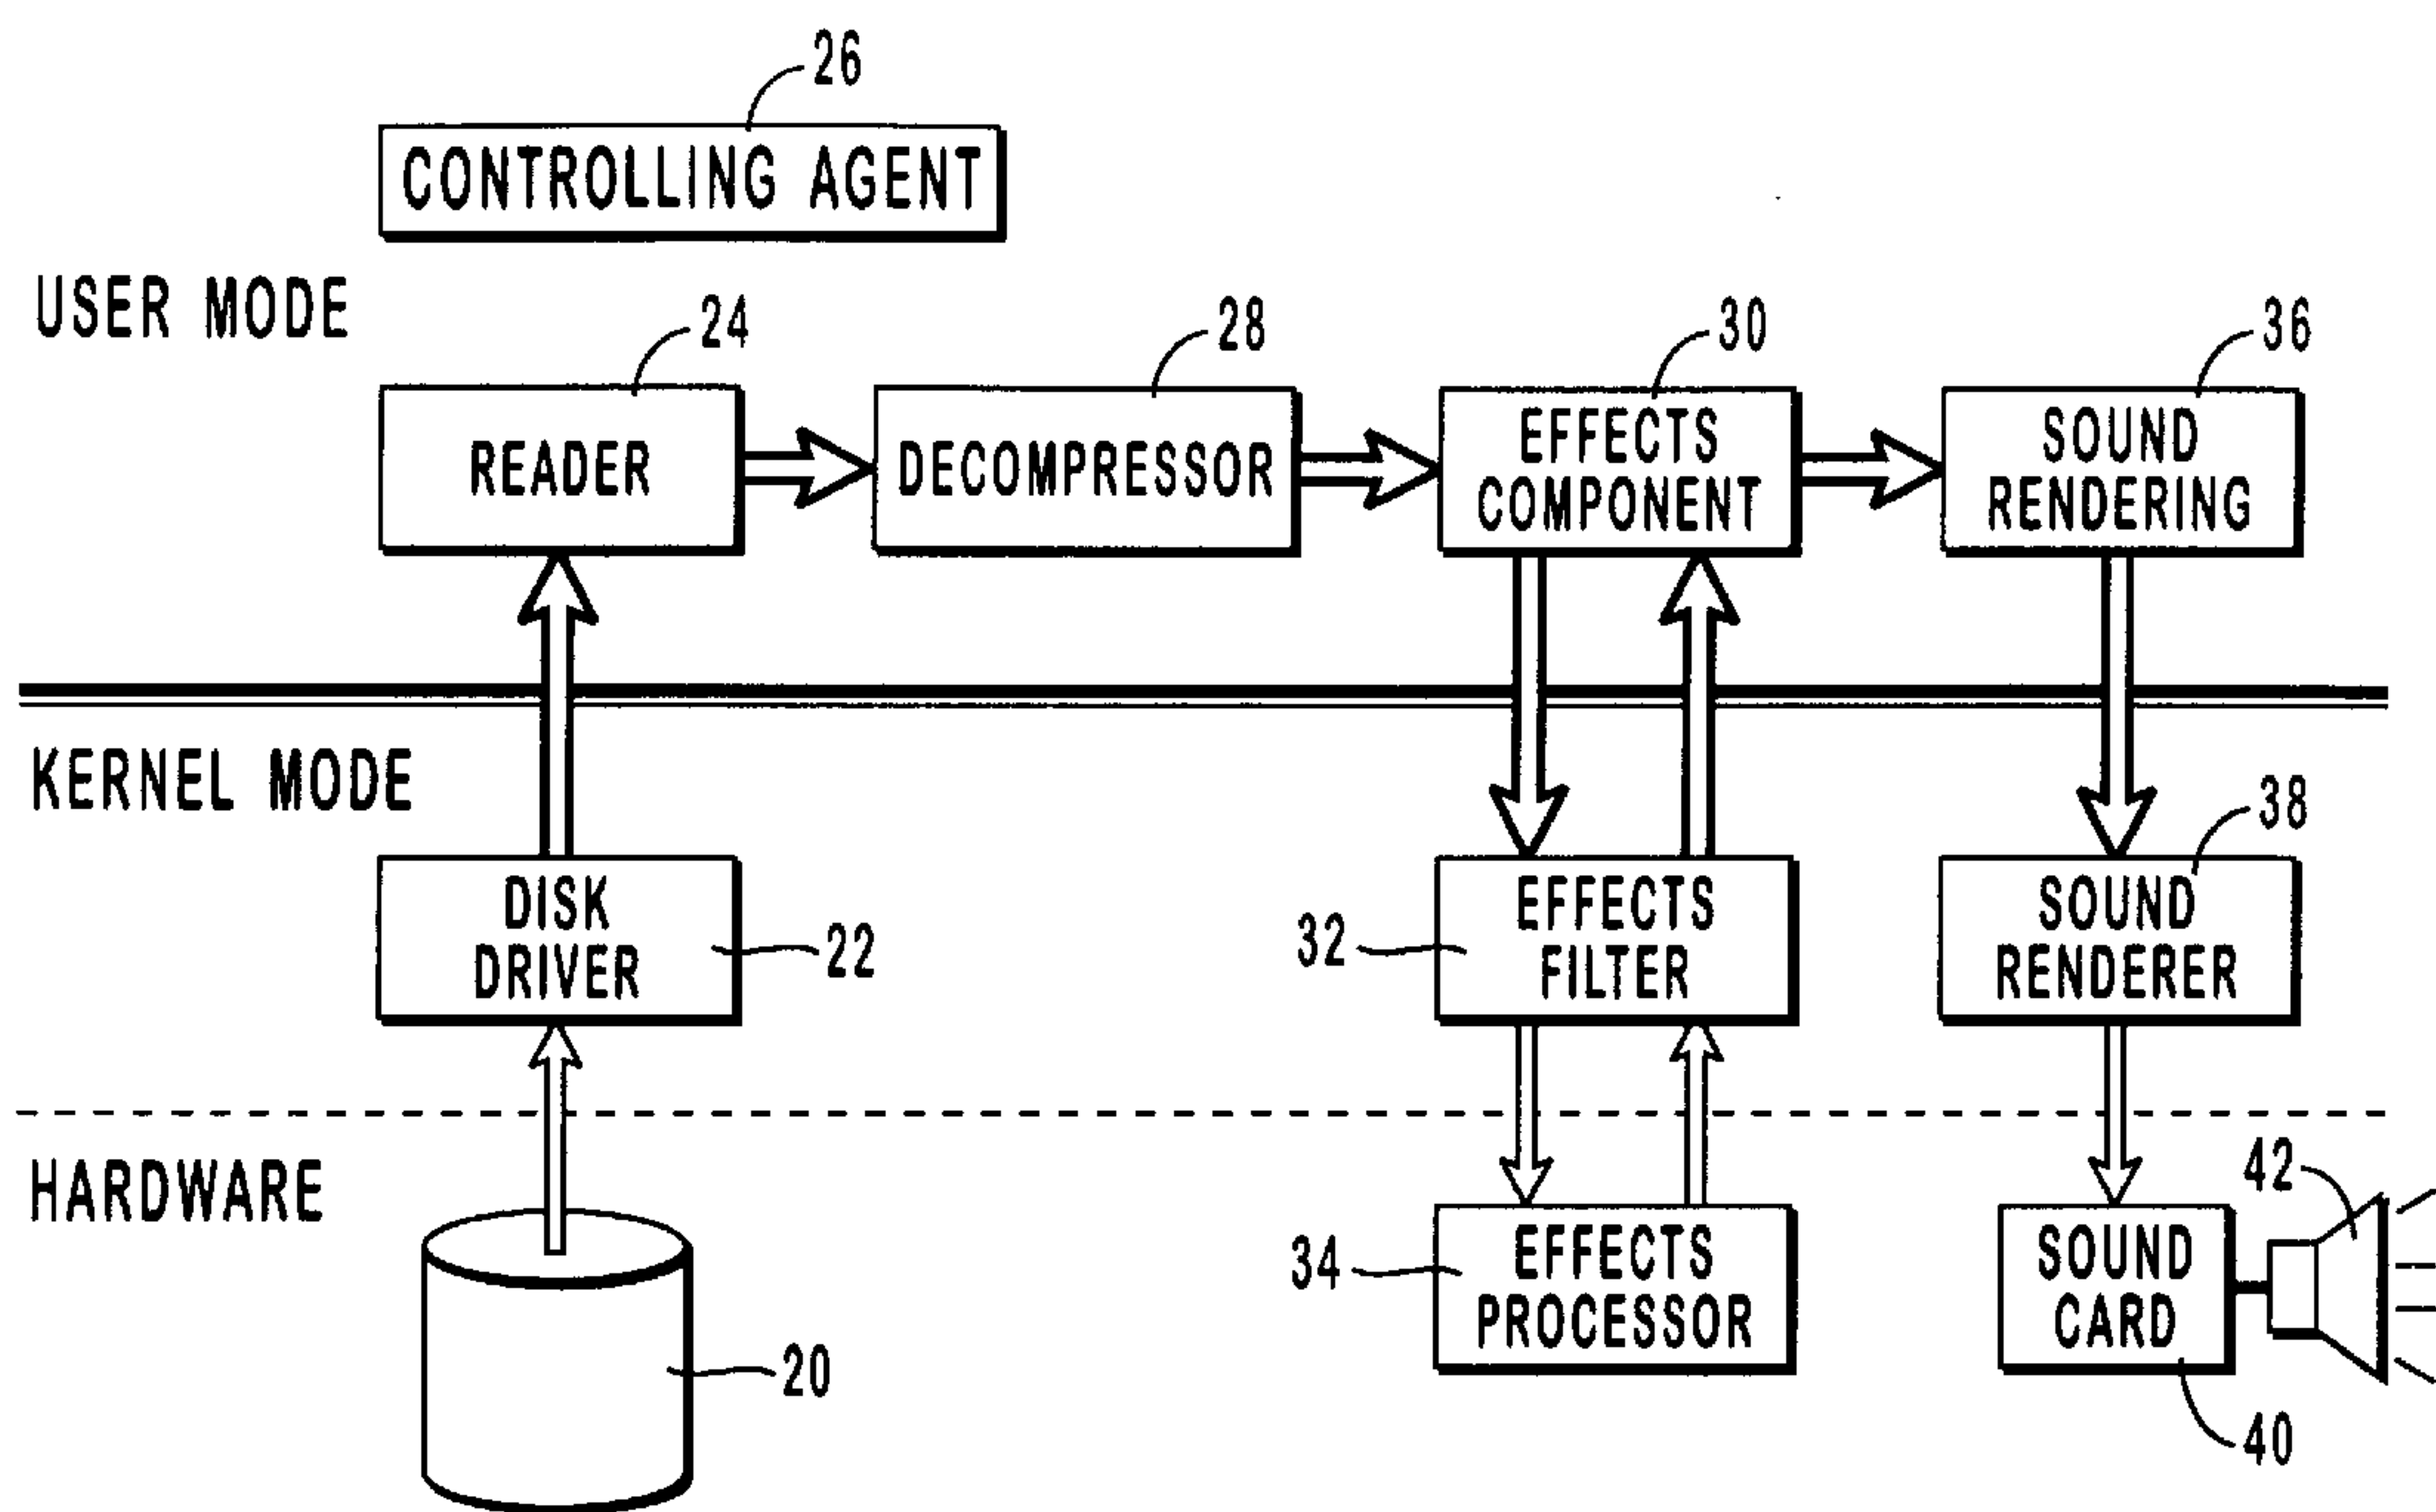 26
CONTROLLING AGENT
USER MODE
24
28
30
36
READER
DECOMPRESSOR
EFFECTS
COMPONENT
SOUND
RENDERING
KERNEL MODE
38
DISK
DRIVER
22
32
EFFECTS
FILTER
SOUND
RENDERER
HARDWARE
42
34
EFFECTS
PROCESSOR
SOUND
CARD
20
40